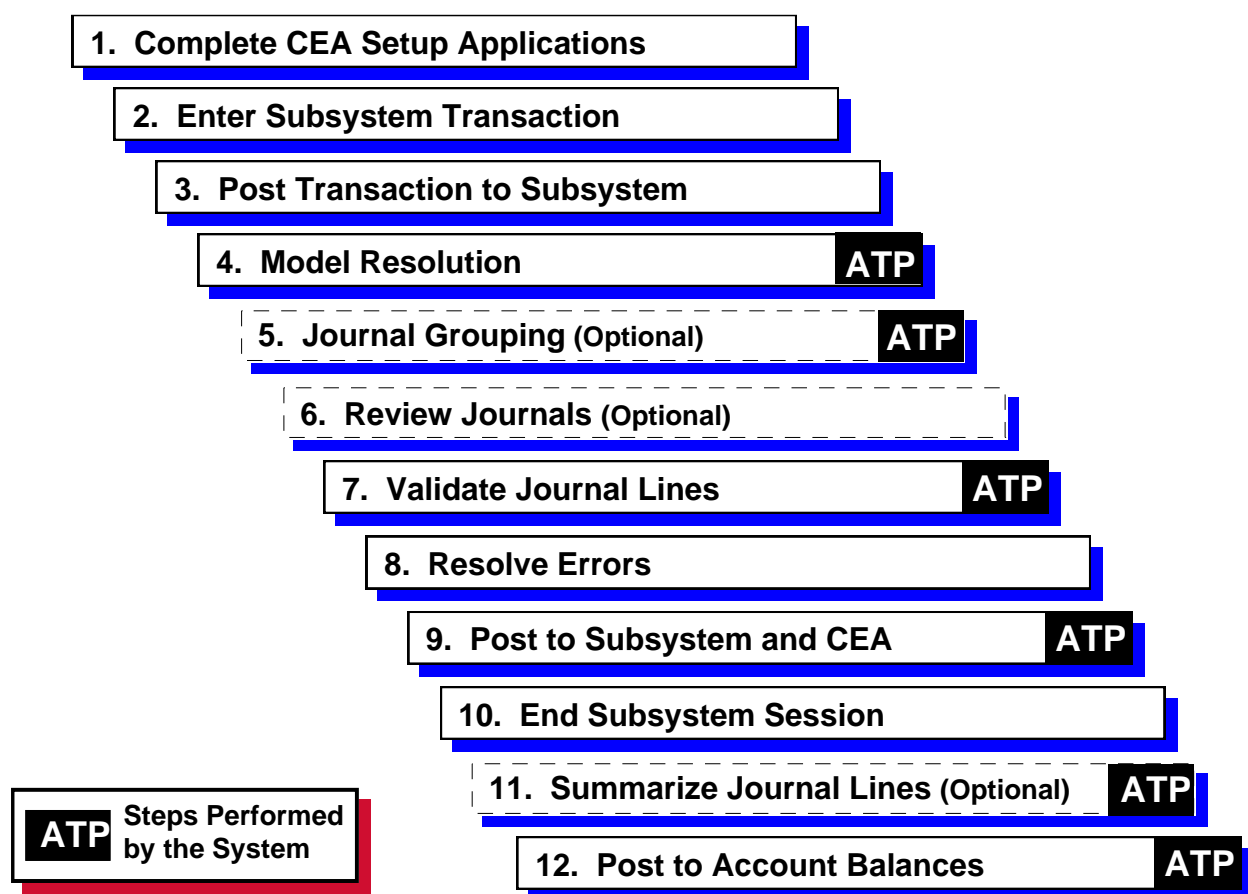 1. Complete CEA Setup Applications
2. Enter Subsystem Transaction
3. Post Transaction to Subsystem
4. Model Resolution ATP
5. Journal Grouping (Optional) ATP
6. Review Journals (Optional)
7. Validate Journal Lines ATP
8. Resolve Errors
9. Post to Subsystem and CEA ATP
10. End Subsystem Session
11. Summarize Journal Lines (Optional) ATP
12. Post to Account Balances ATP
ATP Steps Performed
by the System